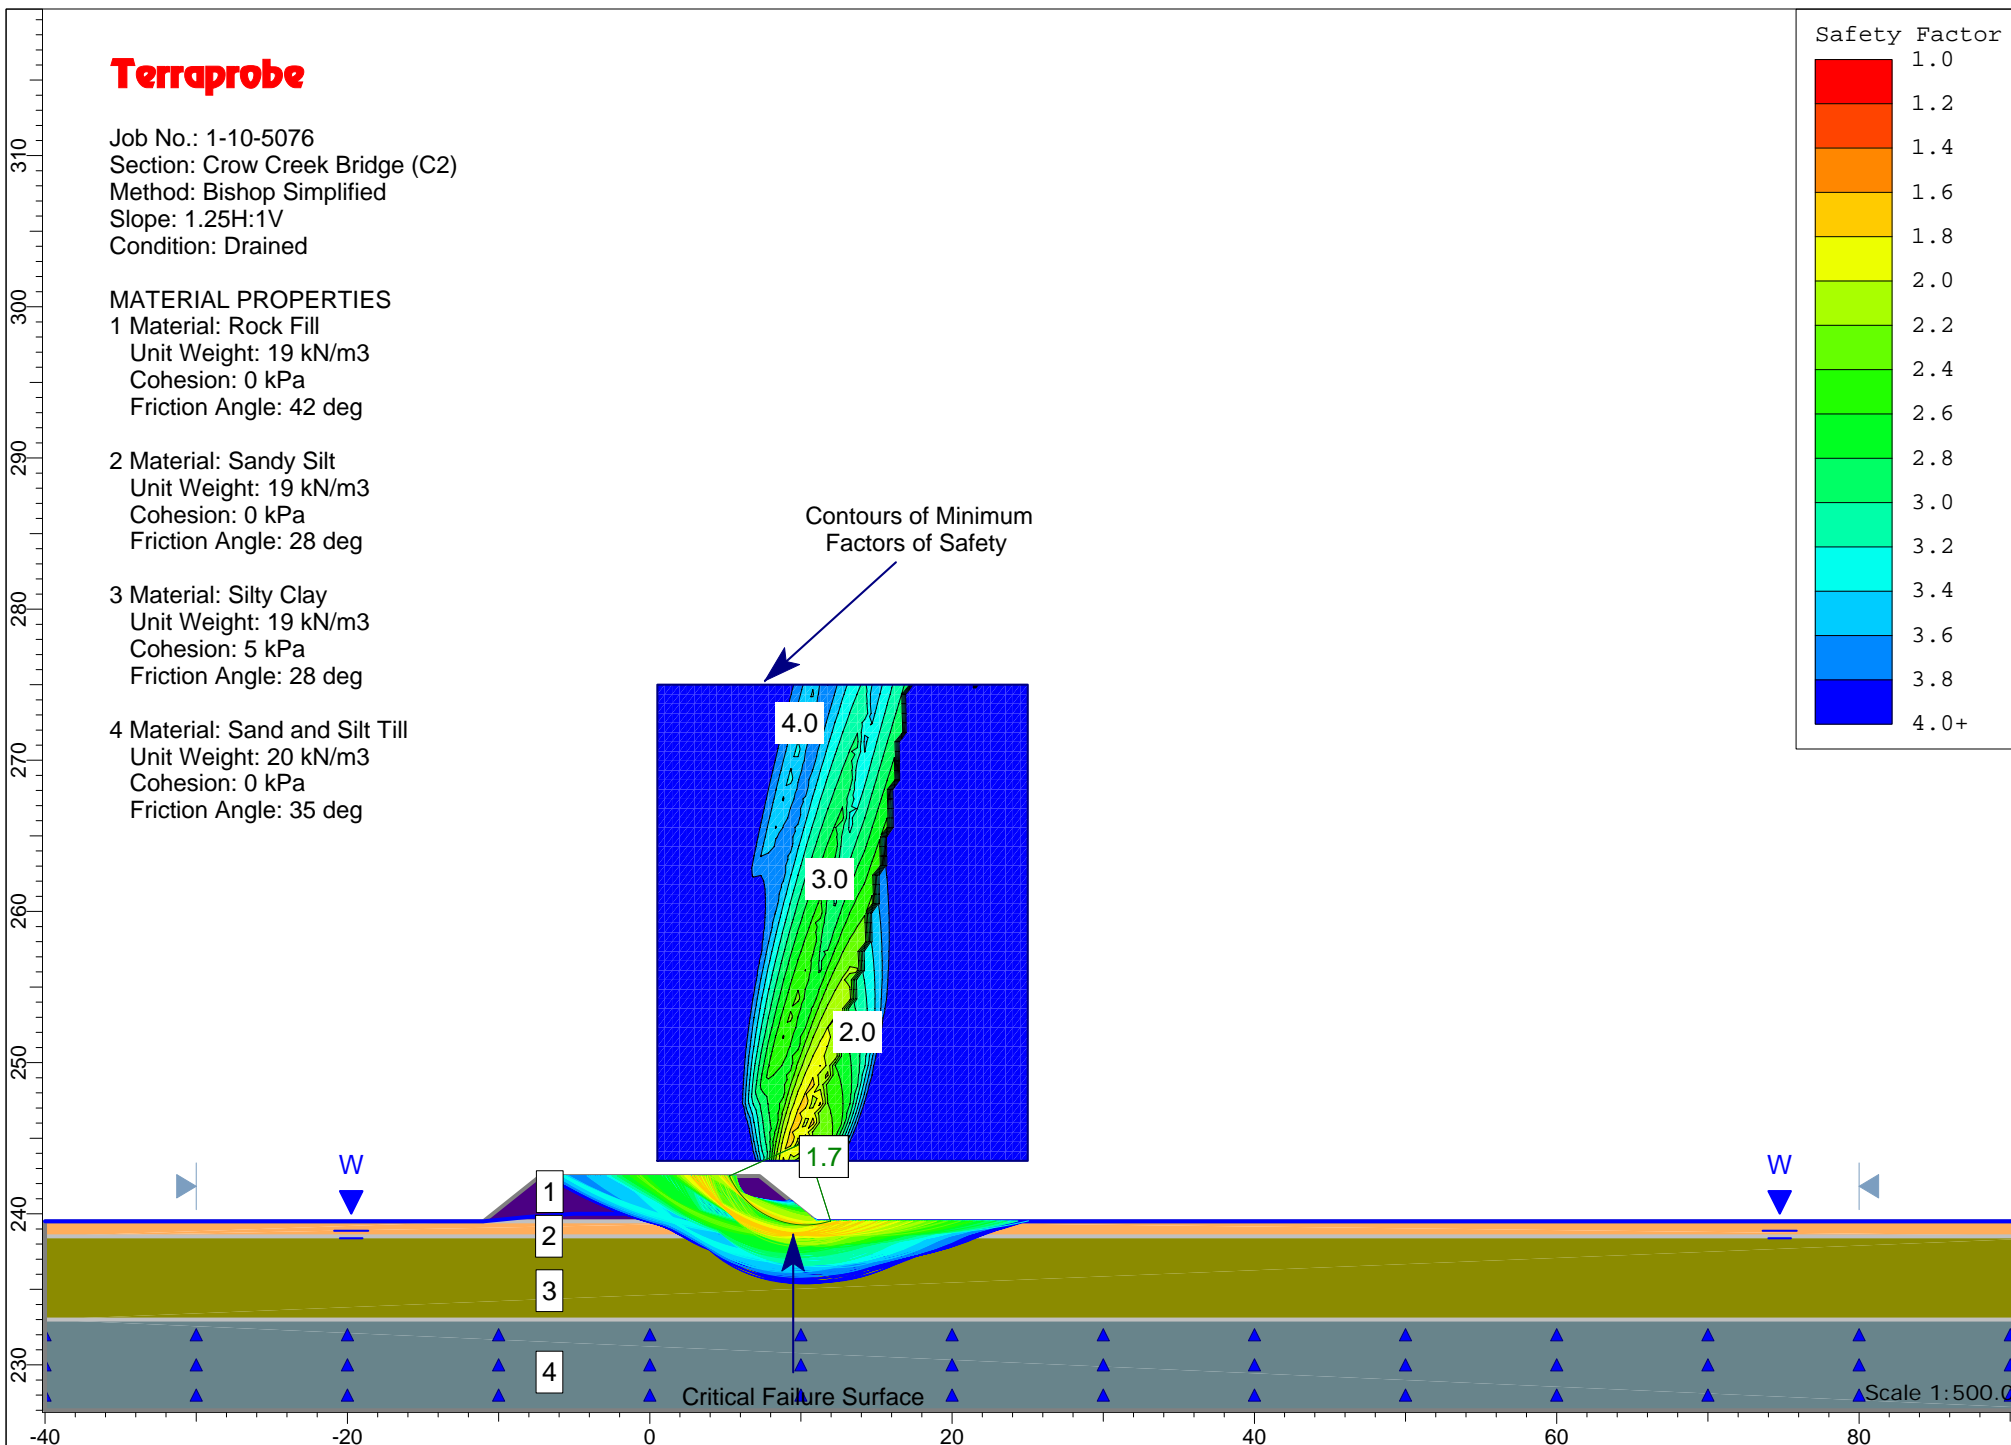 Terraprobe
Job No.: 1-10-5076
Section: Crow Creek Bridge (C2)
Method: Bishop Simplified
Slope: 1.25H:1V
Condition: Drained
MATERIAL PROPERTIES
1 Material: Rock Fill
Unit Weight: 19 kN/m3
Cohesion: 0 kPa
Friction Angle: 42 deg
2 Material: Sandy Silt
Unit Weight: 19 kN/m3
Cohesion: 0 kPa
Friction Angle: 28 deg
3 Material: Silty Clay
Unit Weight: 19 kN/m3
Cohesion: 5 kPa
Friction Angle: 28 deg
4 Material: Sand and Silt Till
Unit Weight: 20 kN/m3
Cohesion: 0 kPa
Friction Angle: 35 deg
Safety Factor
1.0
1.2
1.4
1.6
1.8
2.0
2.2
2.4
2.6
2.8
3.0
3.2
3.4
3.6
3.8
4.0+
Contours of Minimum
Factors of Safety
4.0
3.0
2.0
1.7
W
W
1
2
3
4
Critical Failure Surface
Scale 1:500.0
310
300
290
280
270
260
250
240
230
-40
-20
0
20
40
60
80